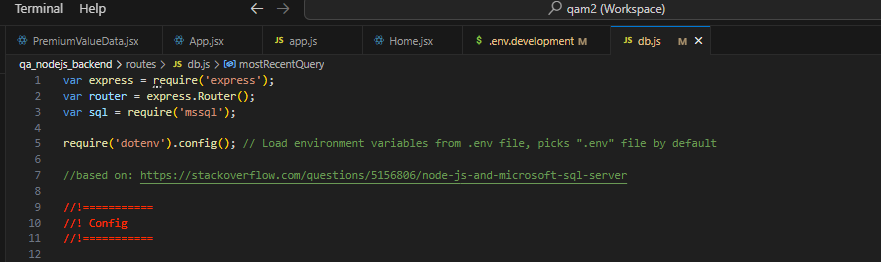 Terminal Help
qam2 (Workspace)
PremiumValueData.jsx App.jsx JS app.js Home.jsx $ .env.development M JS db.js M
qa_nodejs_backend > routes > JS db.js > mostRecentQuery
1 var express = require('express');
2 var router = express.Router();
3 var sql = require('mssql');
4
5 require('dotenv').config(); // Load environment variables from .env file, picks ".env" file by default
6
7 //based on: https://stackoverflow.com/questions/5156806/node-js-and-microsoft-sql-server
8
9 //!===========
10 //! Config
11 //!===========
12